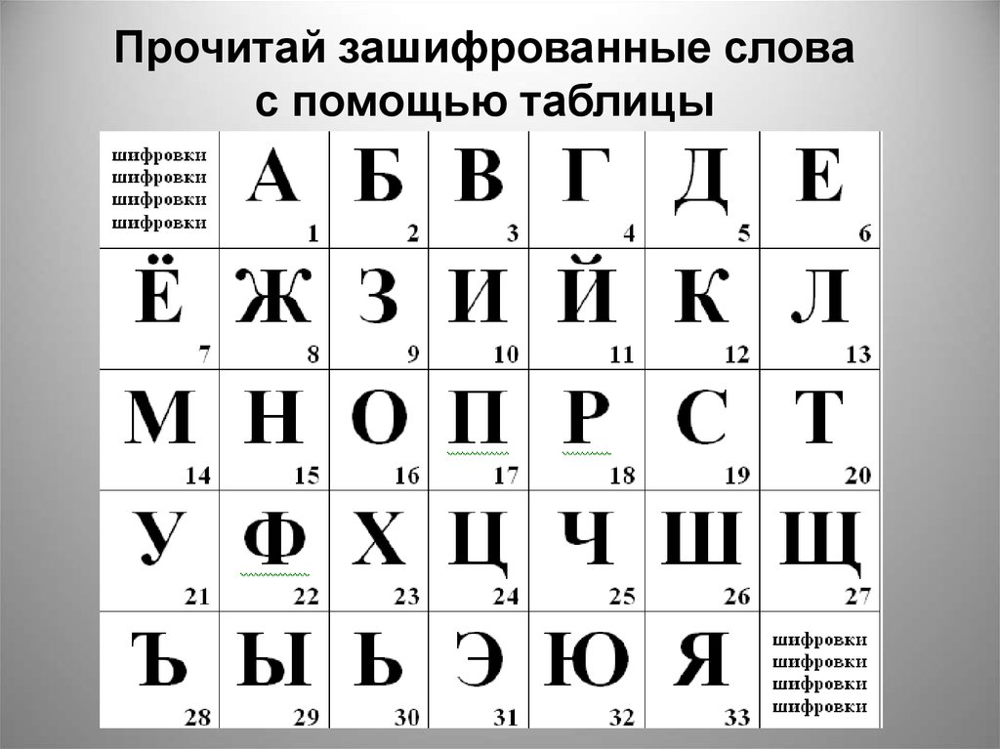 Прочитай зашифрованные слова
с помощью таблицы
шифровки
шифровки
шифровки
шифровки
А Б В Г Д Е
1 2 3 4 5 6
Ё Ж З И Й К Л
7 8 9 10 11 12 13
М Н О П Р С Т
14 15 16 17 18 19 20
У Ф Х Ц Ч Ш Щ
21 22 23 24 25 26 27
Ъ Ы Ь Э Ю Я
28 29 30 31 32 33
шифровки
шифровки
шифровки
шифровки